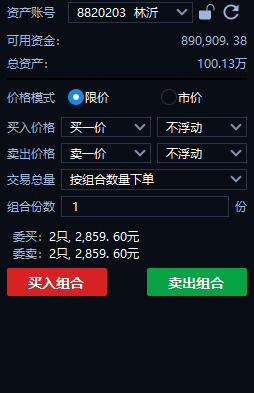 资产账号 8820203 林沂
可用资金: 890,909.38
总资产: 100.13万
价格模式 限价 市价
买入价格 买一价 不浮动
卖出价格 卖一价 不浮动
交易总量 按组合数量下单
组合份数 1 份
委买: 2只, 2,859.60元
委卖: 2只, 2,859.60元
买入组合 卖出组合